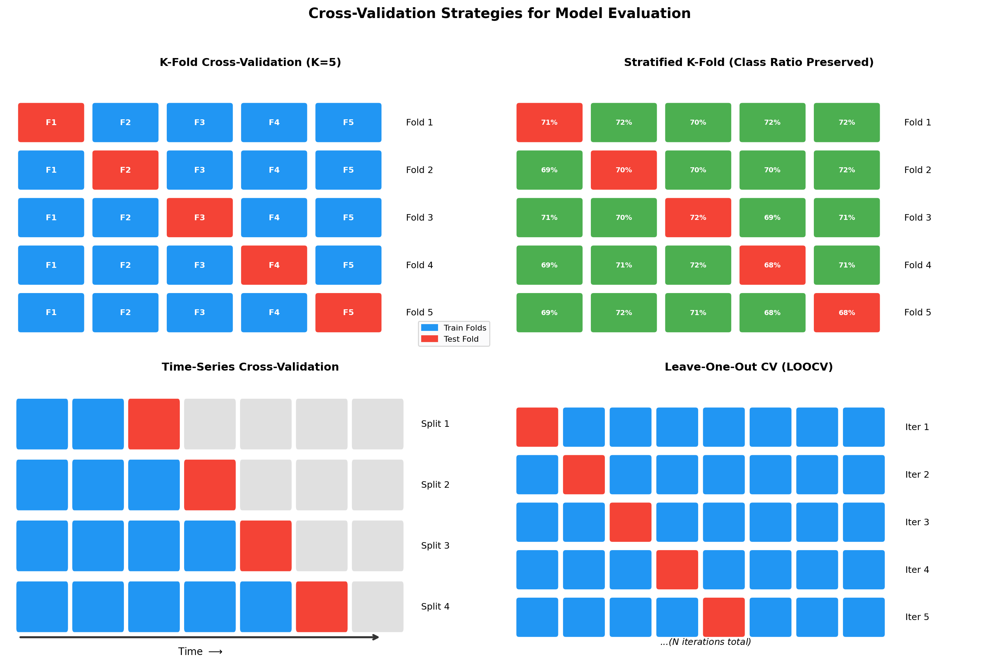 Cross-Validation Strategies for Model Evaluation
K-Fold Cross-Validation (K=5)
F1 F2 F3 F4 F5 Fold 1
F1 F2 F3 F4 F5 Fold 2
F1 F2 F3 F4 F5 Fold 3
F1 F2 F3 F4 F5 Fold 4
F1 F2 F3 F4 F5 Fold 5
Train Folds
Test Fold
Stratified K-Fold (Class Ratio Preserved)
71% 72% 70% 72% 72% Fold 1
69% 70% 70% 70% 72% Fold 2
71% 70% 72% 69% 71% Fold 3
69% 71% 72% 68% 71% Fold 4
69% 72% 71% 68% 68% Fold 5
Time-Series Cross-Validation
Split 1
Split 2
Split 3
Split 4
Time ⟶
Leave-One-Out CV (LOOCV)
Iter 1
Iter 2
Iter 3
Iter 4
Iter 5
...(N iterations total)